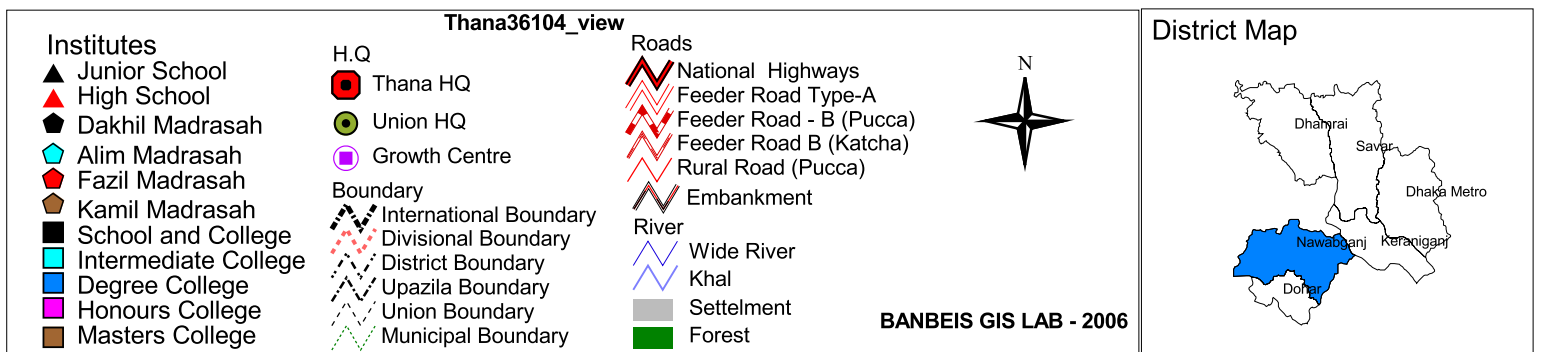 Thana36104_view
Institutes
Junior School
High School
Dakhil Madrasah
Alim Madrasah
Fazil Madrasah
Kamil Madrasah
School and College
Intermediate College
Degree College
Honours College
Masters College
H.Q
Thana HQ
Union HQ
Growth Centre
Boundary
International Boundary
Divisional Boundary
District Boundary
Upazila Boundary
Union Boundary
Municipal Boundary
Roads
National Highways
Feeder Road Type-A
Feeder Road - B (Pucca)
Feeder Road B (Katcha)
Rural Road (Pucca)
Embankment
River
Wide River
Khal
Settelment
Forest
N
BANBEIS GIS LAB - 2006
District Map
Dhamrai
Savar
Dhaka Metro
Nawabganj
Keraniganj
Dohar